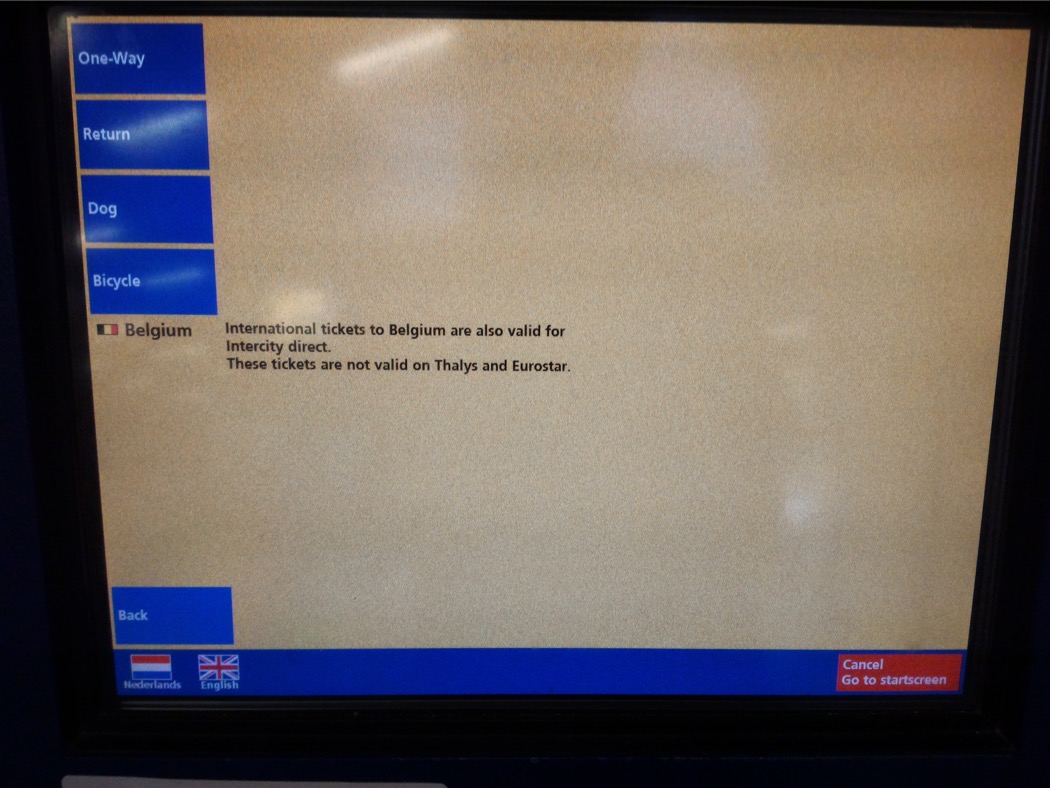 One-Way
Return
Dog
Bicycle
Belgium
International tickets to Belgium are also valid for
Intercity direct.
These tickets are not valid on Thalys and Eurostar.
Back
Nederlands
English
Cancel
Go to startscreen